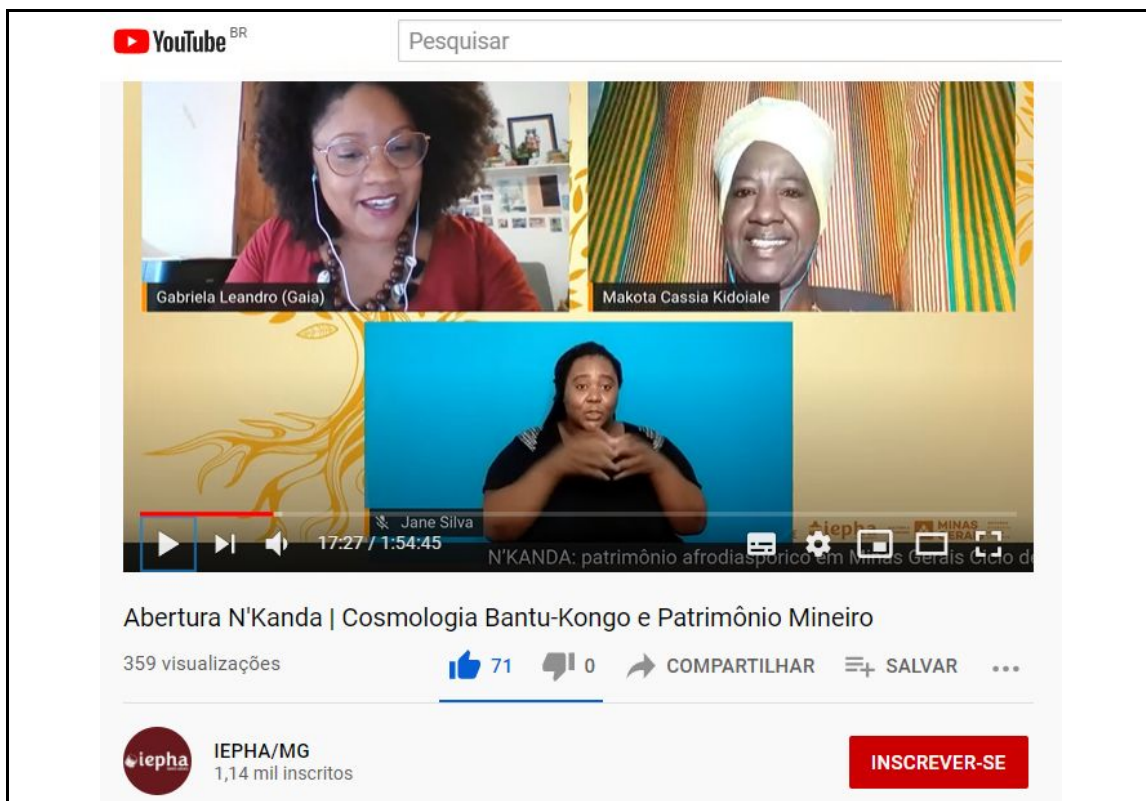 YouTube BR
Pesquisar
Gabriela Leandro (Gaia)
Makota Cassia Kidoiale
Jane Silva
iepha
MINAS
17:27 / 1:54:45
N'KANDA: patrimônio afrodiaspórico em Minas Gerais Ciclo de
Abertura N'Kanda | Cosmologia Bantu-Kongo e Patrimônio Mineiro
359 visualizações
71
0
COMPARTILHAR
SALVAR
iepha
IEPHA/MG
1,14 mil inscritos
INSCREVER-SE